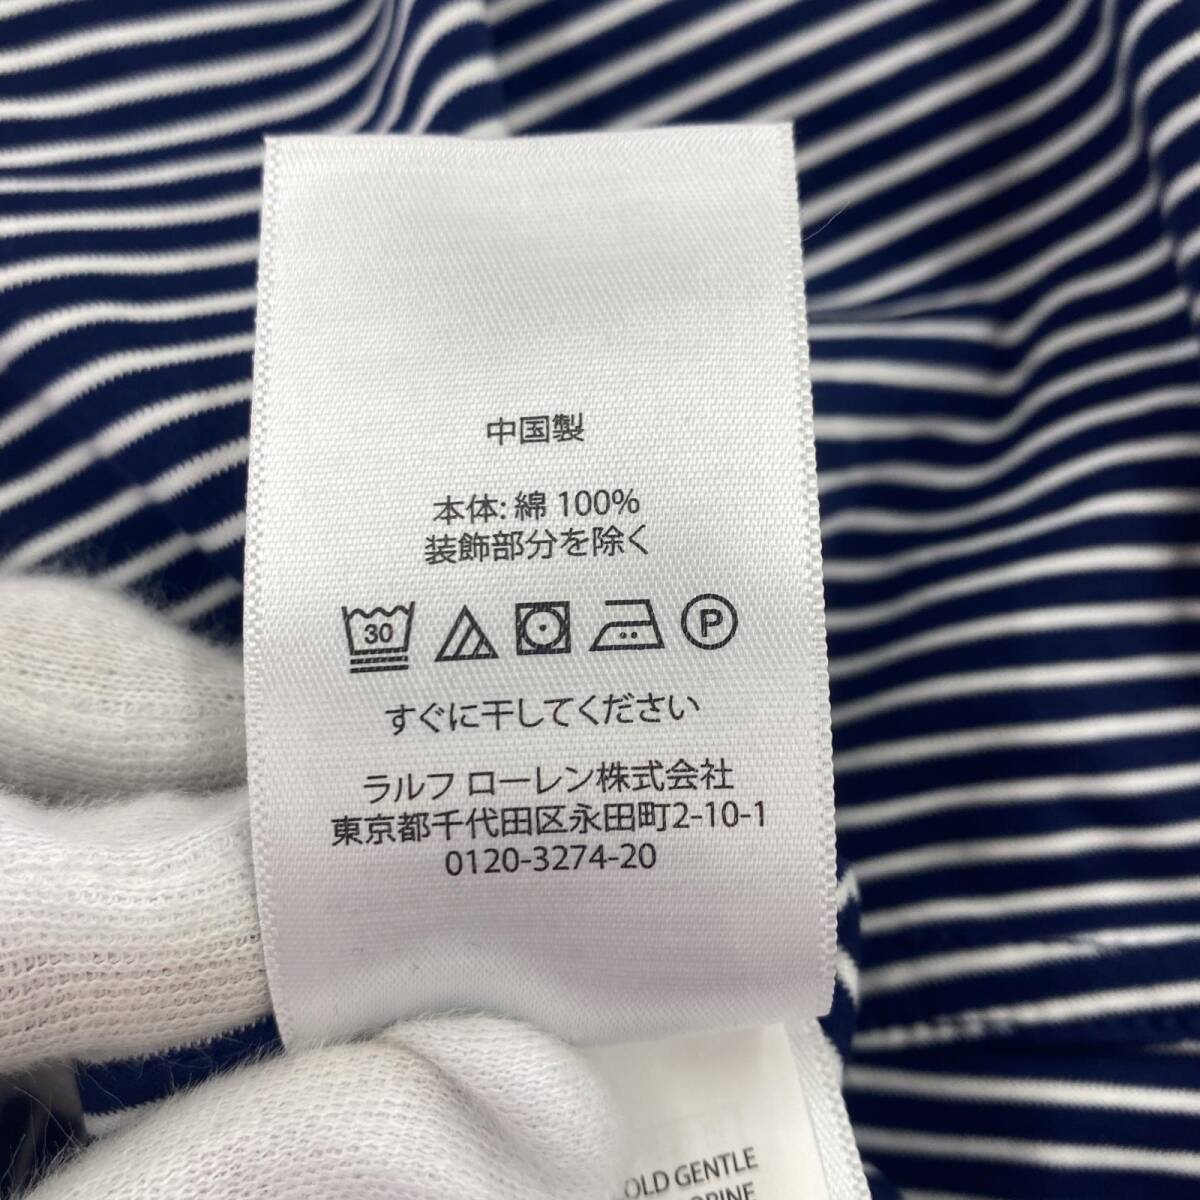 中国製
本体: 綿 100%
装飾部分を除く
30
P
すぐに干してください
ラルフ ローレン株式会社
東京都千代田区永田町2-10-1
0120-3274-20
GENTLE